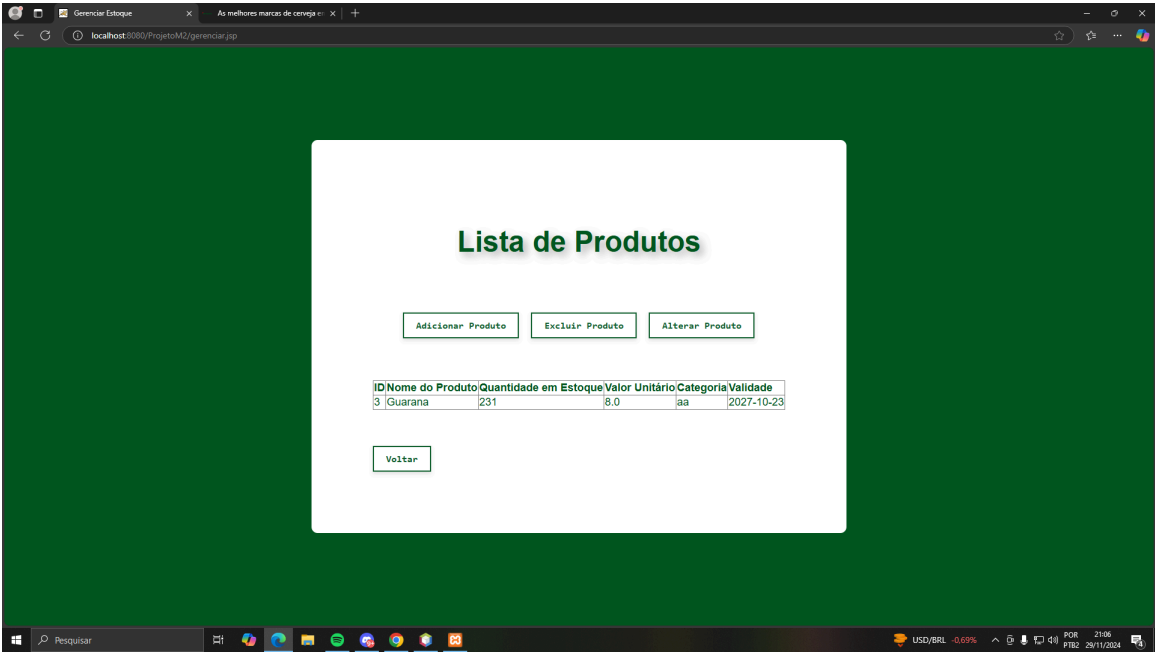 Gerenciar Estoque
As melhores marcas de cerveja e
localhost:8080/ProjetoM2/gerenciar.jsp
Lista de Produtos
Adicionar Produto Excluir Produto Alterar Produto
ID Nome do Produto Quantidade em Estoque Valor Unitário Categoria Validade
3 Guarana 231 8.0 aa 2027-10-23
Voltar
Pesquisar
USD/BRL -0,69%
POR 21:06
PTB2 29/11/2024
4